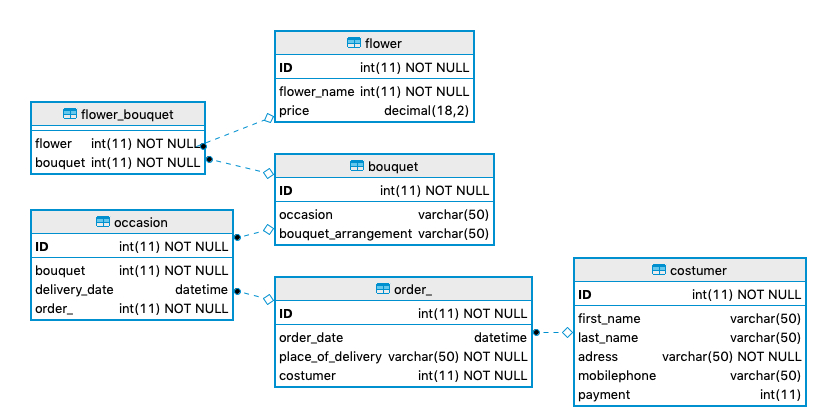 flower
ID int(11) NOT NULL
flower_name int(11) NOT NULL
price decimal(18,2)
flower_bouquet
flower int(11) NOT NULL
bouquet int(11) NOT NULL
bouquet
ID int(11) NOT NULL
occasion varchar(50)
bouquet_arrangement varchar(50)
occasion
ID int(11) NOT NULL
bouquet int(11) NOT NULL
delivery_date datetime
order_ int(11) NOT NULL
order_
ID int(11) NOT NULL
order_date datetime
place_of_delivery varchar(50) NOT NULL
costumer int(11) NOT NULL
costumer
ID int(11) NOT NULL
first_name varchar(50)
last_name varchar(50)
adress varchar(50) NOT NULL
mobilephone varchar(50)
payment int(11)